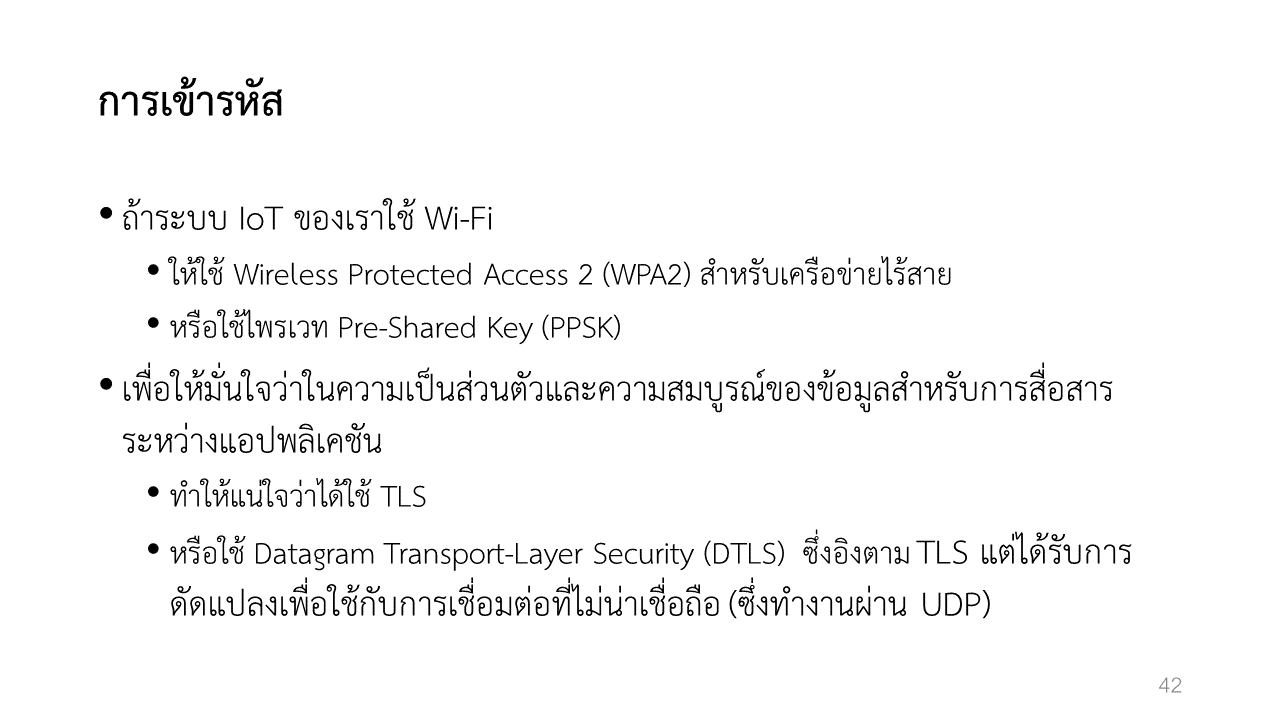 การเข้ารหัส
• ถ้าระบบ IoT ของเราใช้ Wi-Fi
• ให้ใช้ Wireless Protected Access 2 (WPA2) สำหรับเครือข่ายไร้สาย
• หรือใช้ไพรเวท Pre-Shared Key (PPSK)
• เพื่อให้มั่นใจว่าในความเป็นส่วนตัวและความสมบูรณ์ของข้อมูลสำหรับการสื่อสาร
ระหว่างแอปพลิเคชัน
• ทำให้แน่ใจว่าได้ใช้ TLS
• หรือใช้ Datagram Transport-Layer Security (DTLS) ซึ่งอิงตาม TLS แต่ได้รับการ
ดัดแปลงเพื่อใช้กับการเชื่อมต่อที่ไม่น่าเชื่อถือ (ซึ่งทำงานผ่าน UDP)
42